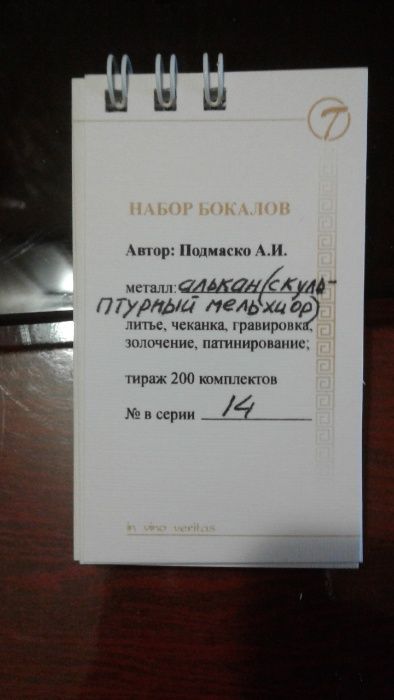 Т
НАБОР БОКАЛОВ
Автор: Подмаско А.И.
металл: алькан (скуль-
птурный мельхиор)
литье, чеканка, гравировка,
золочение, патинирование;
тираж 200 комплектов
№ в серии 14
in vino veritas